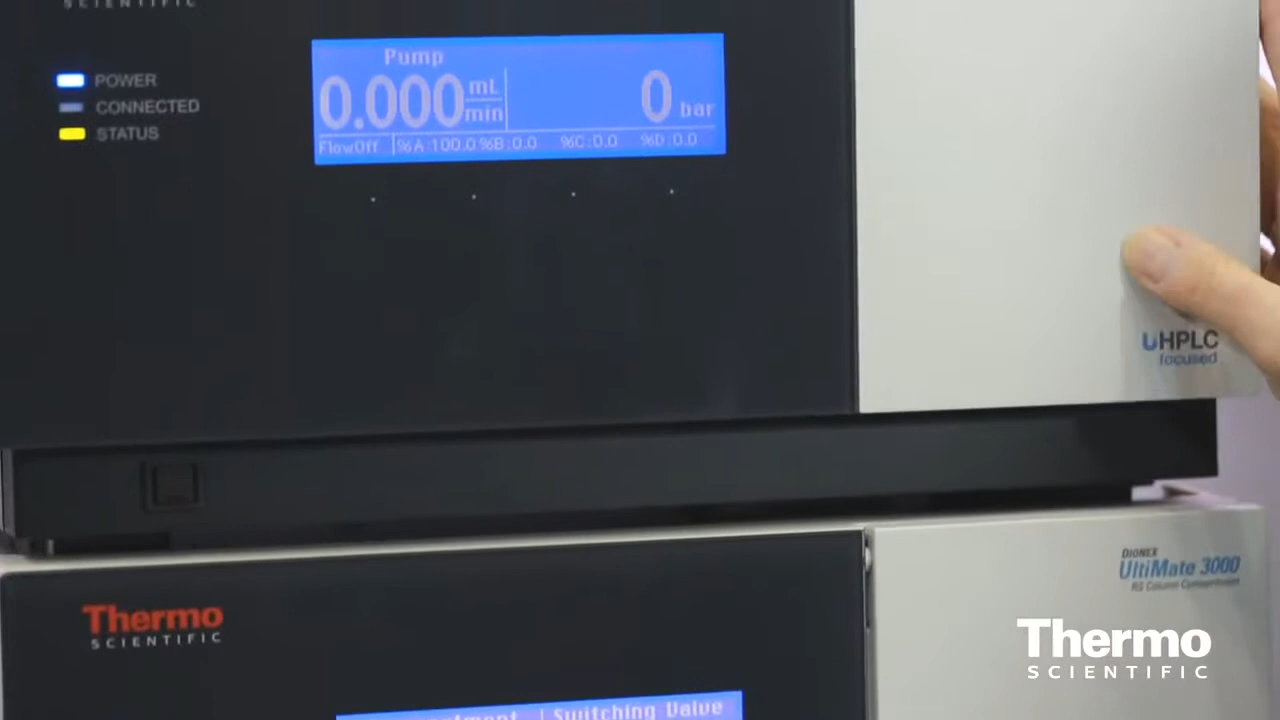 SCIENTIFIC
POWER
CONNECTED
STATUS
Pump
0.000 mL/min 0 bar
FlowOff %A:100.0 %B:0.0 %C:0.0 %D:0.0
UHPLC
focused
DIONEX
UltiMate 3000
RS Column Compartment
Thermo
SCIENTIFIC
Switching Valve
Thermo
SCIENTIFIC